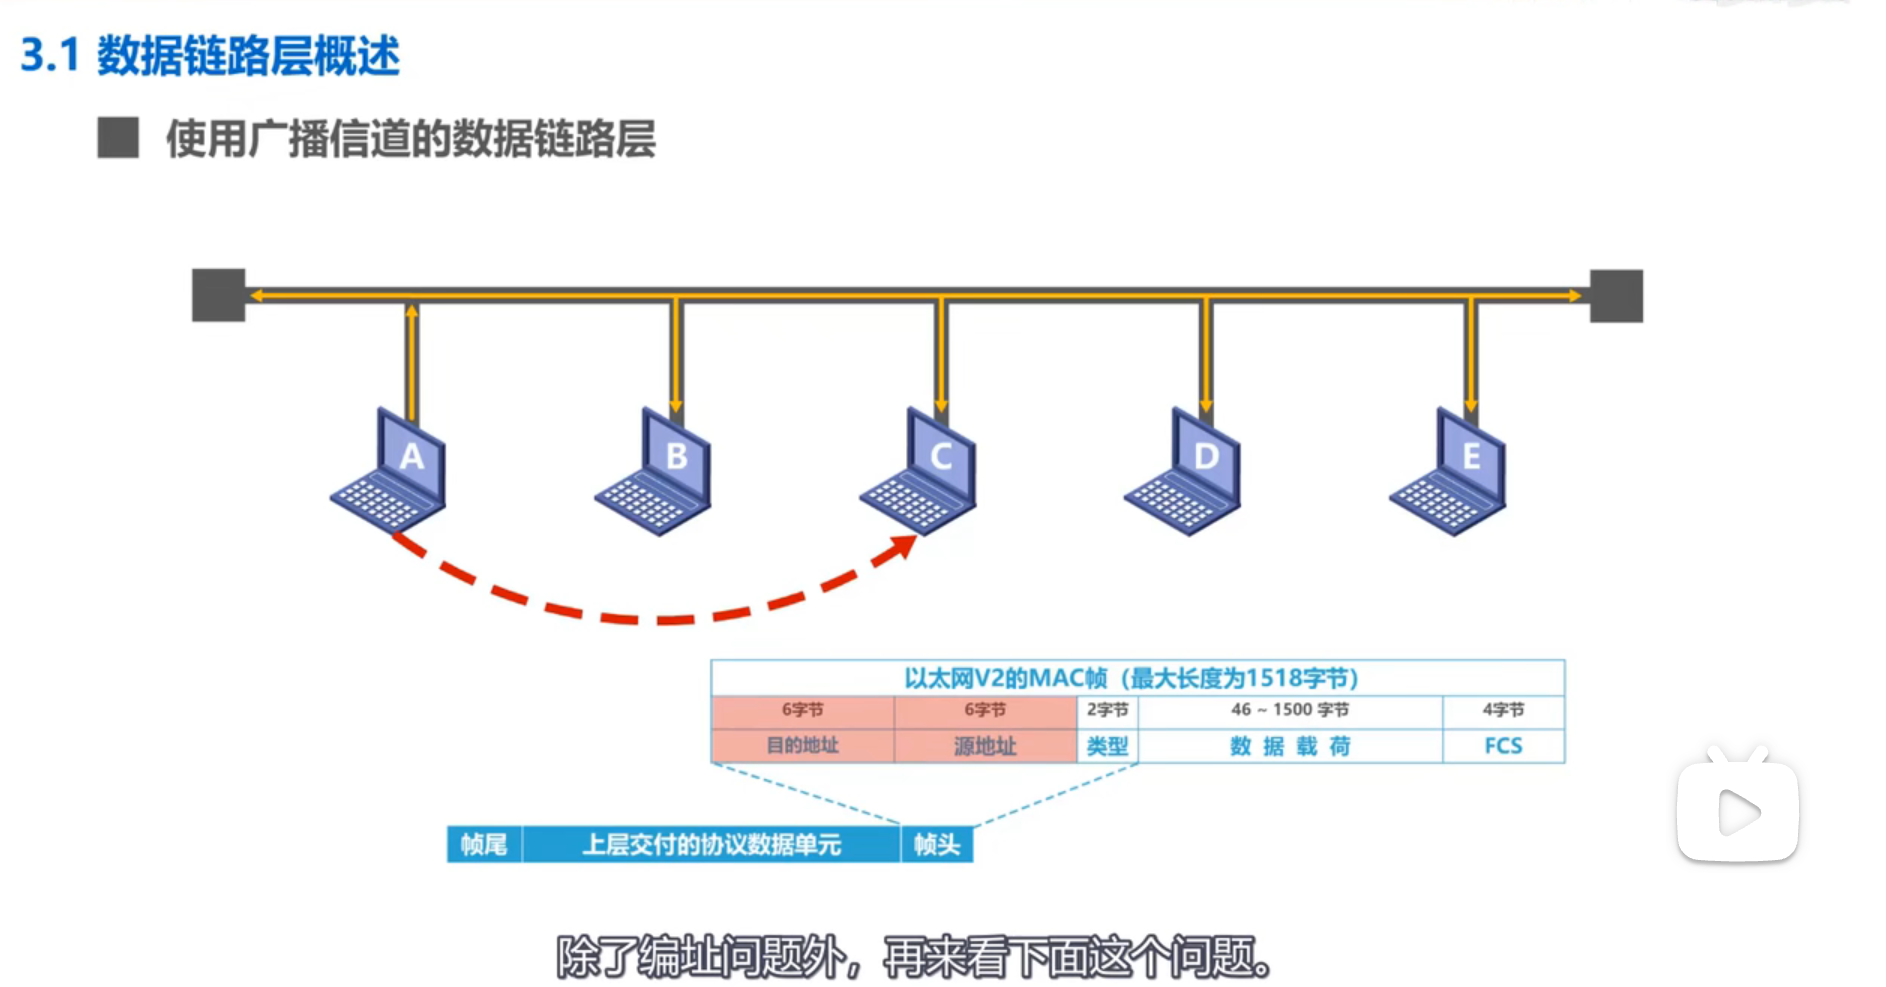 3.1 数据链路层概述
使用广播信道的数据链路层
A B C D E
以太网V2的MAC帧（最大长度为1518字节）
6字节 6字节 2字节 46 ~ 1500 字节 4字节
目的地址 源地址 类型 数 据 载 荷 FCS
帧尾 上层交付的协议数据单元 帧头
除了编址问题外，再来看下面这个问题。